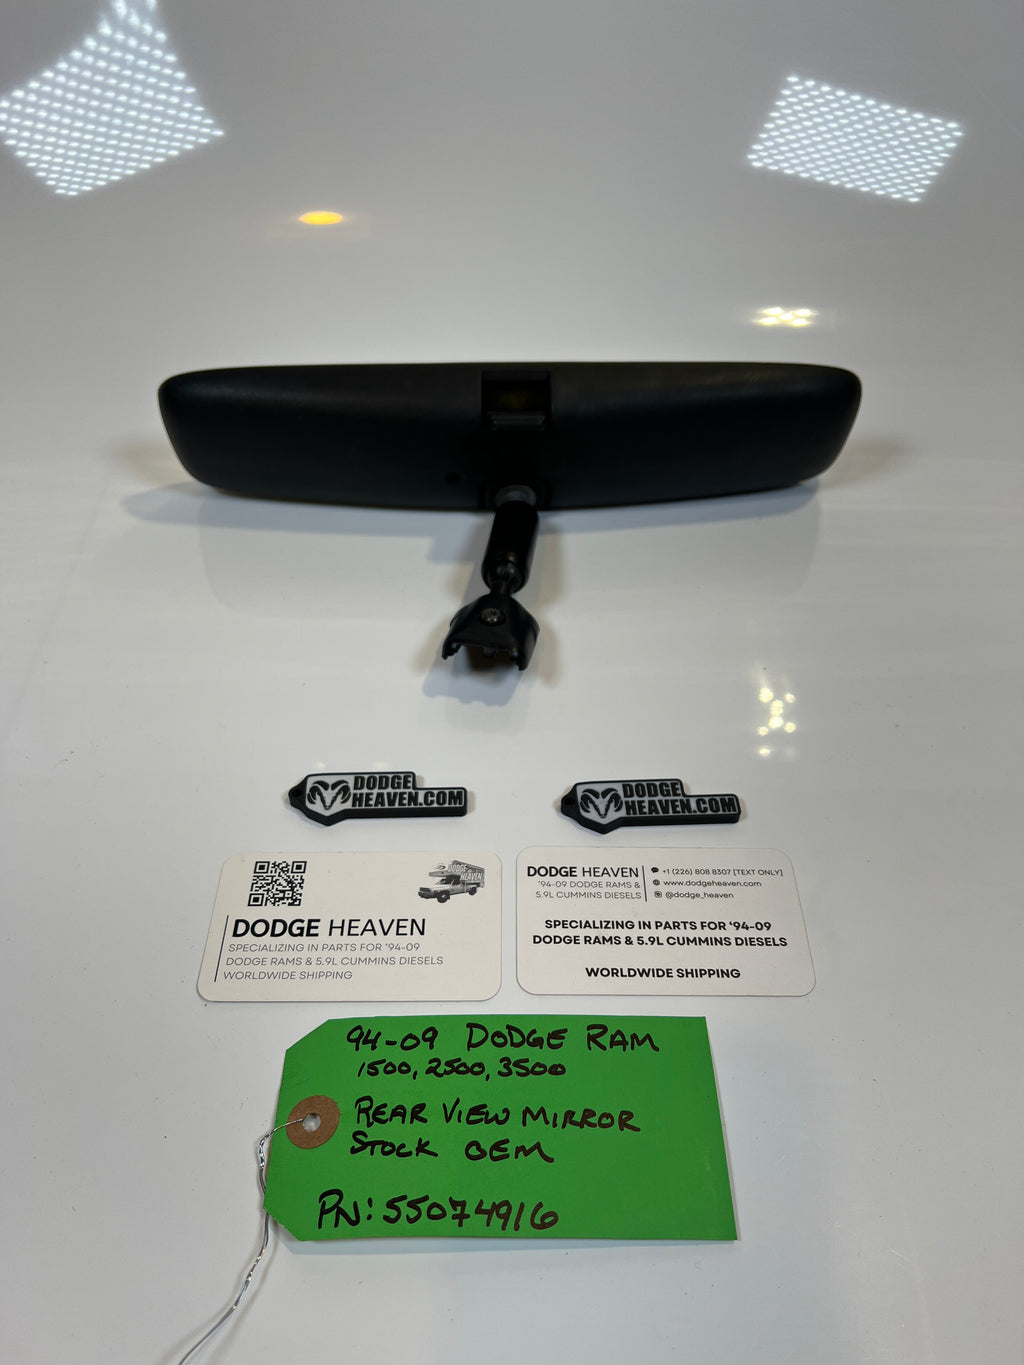 DODGE
HEAVEN.COM
DODGE
HEAVEN.COM
DODGE
HEAVEN
DODGE HEAVEN
SPECIALIZING IN PARTS FOR '94-09
DODGE RAMS & 5.9L CUMMINS DIESELS
WORLDWIDE SHIPPING
DODGE HEAVEN
'94-09 DODGE RAMS &
5.9L CUMMINS DIESELS
+1 (226) 808 8307 [TEXT ONLY]
www.dodgeheaven.com
@dodge_heaven
SPECIALIZING IN PARTS FOR '94-09
DODGE RAMS & 5.9L CUMMINS DIESELS
WORLDWIDE SHIPPING
94-09 DODGE RAM
1500, 2500, 3500
REAR VIEW MIRROR
STOCK OEM
PN: 55074916